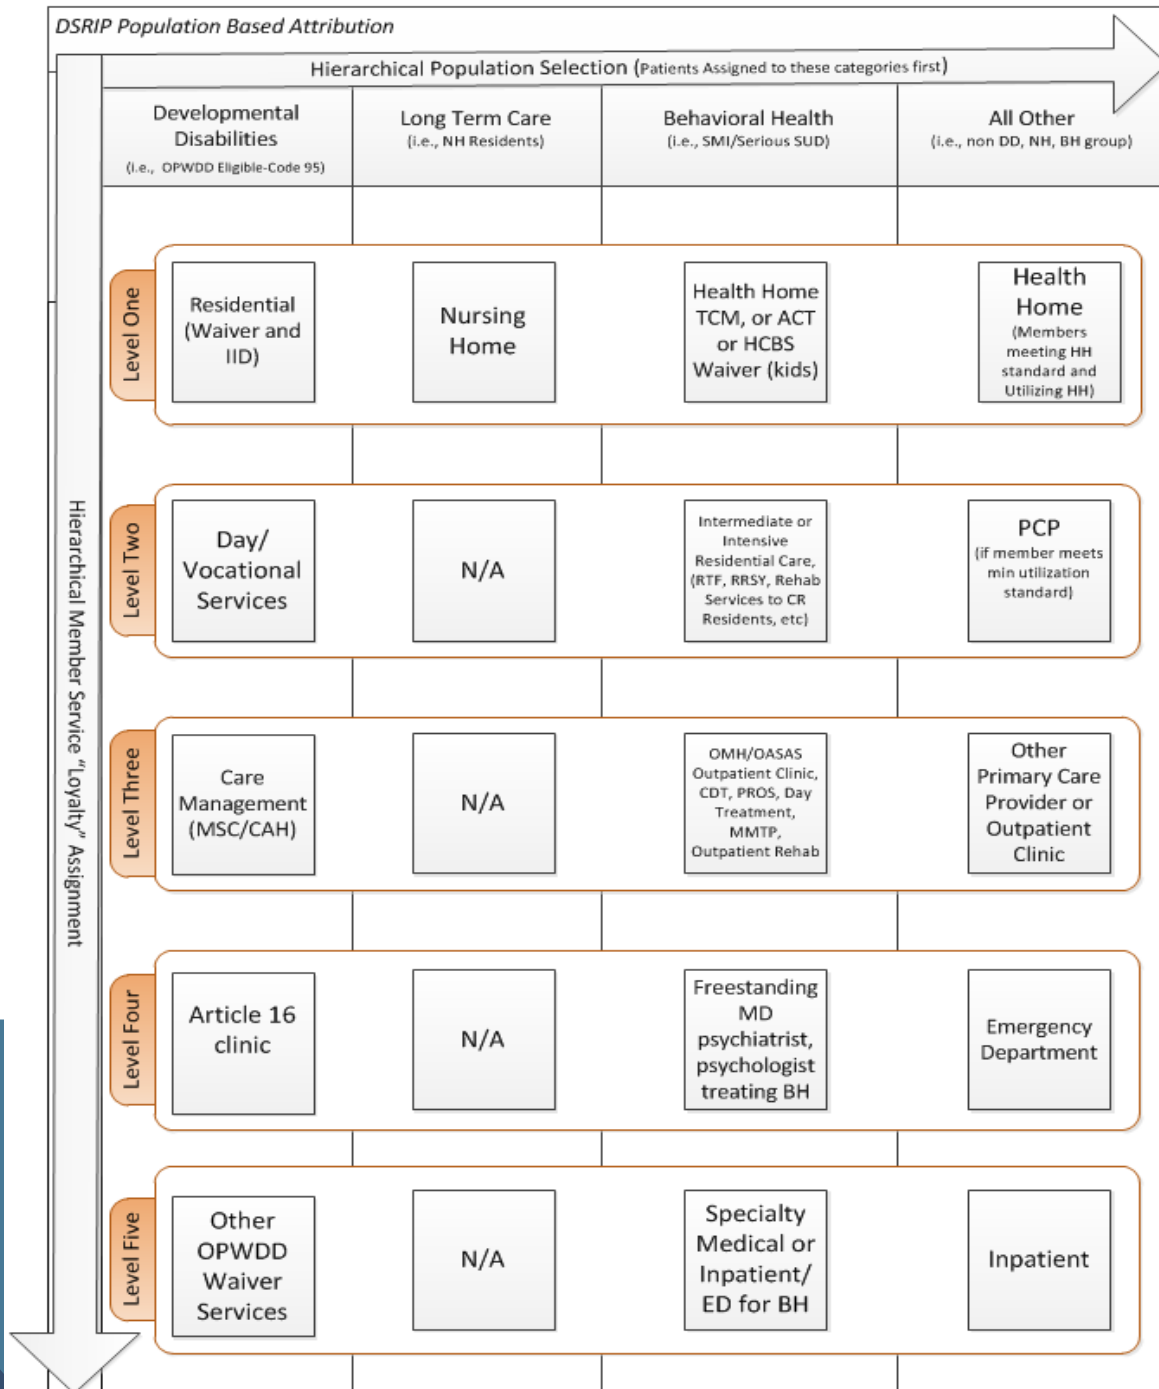 DSRIP Population Based Attribution
Hierarchical Population Selection (Patients Assigned to these categories first)
Developmental
Disabilities
(i.e., OPWDD Eligible-Code 95)
Long Term Care
(i.e., NH Residents)
Behavioral Health
(i.e., SMI/Serious SUD)
All Other
(i.e., non DD, NH, BH group)
Hierarchical Member Service "Loyalty" Assignment
Level One
Residential
(Waiver and
IID)
Nursing
Home
Health Home
TCM, or ACT
or HCBS
Waiver (kids)
Health
Home
(Members
meeting HH
standard and
Utilizing HH)
Level Two
Day/
Vocational
Services
N/A
Intermediate or
Intensive
Residential Care,
(RTF, RRSY, Rehab
Services to CR
Residents, etc)
PCP
(if member meets
min utilization
standard)
Level Three
Care
Management
(MSC/CAH)
N/A
OMH/OASAS
Outpatient Clinic,
CDT, PROS, Day
Treatment,
MMTP,
Outpatient Rehab
Other
Primary Care
Provider or
Outpatient
Clinic
Level Four
Article 16
clinic
N/A
Freestanding
MD
psychiatrist,
psychologist
treating BH
Emergency
Department
Level Five
Other
OPWDD
Waiver
Services
N/A
Specialty
Medical or
Inpatient/
ED for BH
Inpatient